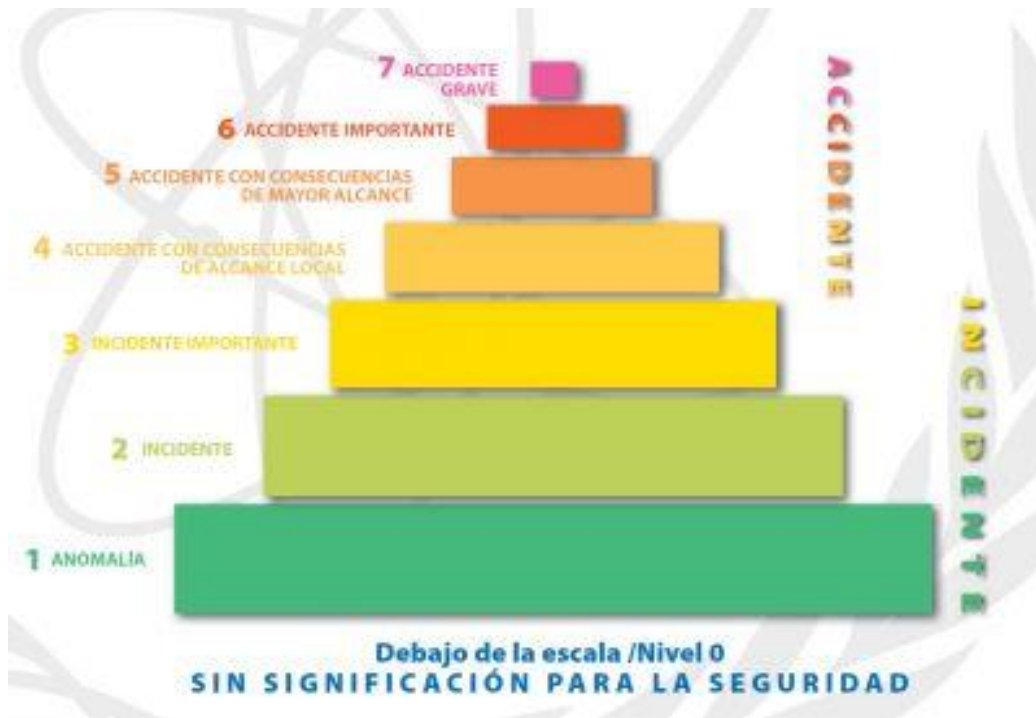 7 ACCIDENTE
GRAVE
6 ACCIDENTE IMPORTANTE
5 ACCIDENTE CON CONSECUENCIAS
DE MAYOR ALCANCE
4 ACCIDENTE CON CONSECUENCIAS
DE ALCANCE LOCAL
3 INCIDENTE IMPORTANTE
2 INCIDENTE
1 ANOMALÍA
ACCIDENTE
INCIDENTE
Debajo de la escala /Nivel 0
SIN SIGNIFICACIÓN PARA LA SEGURIDAD